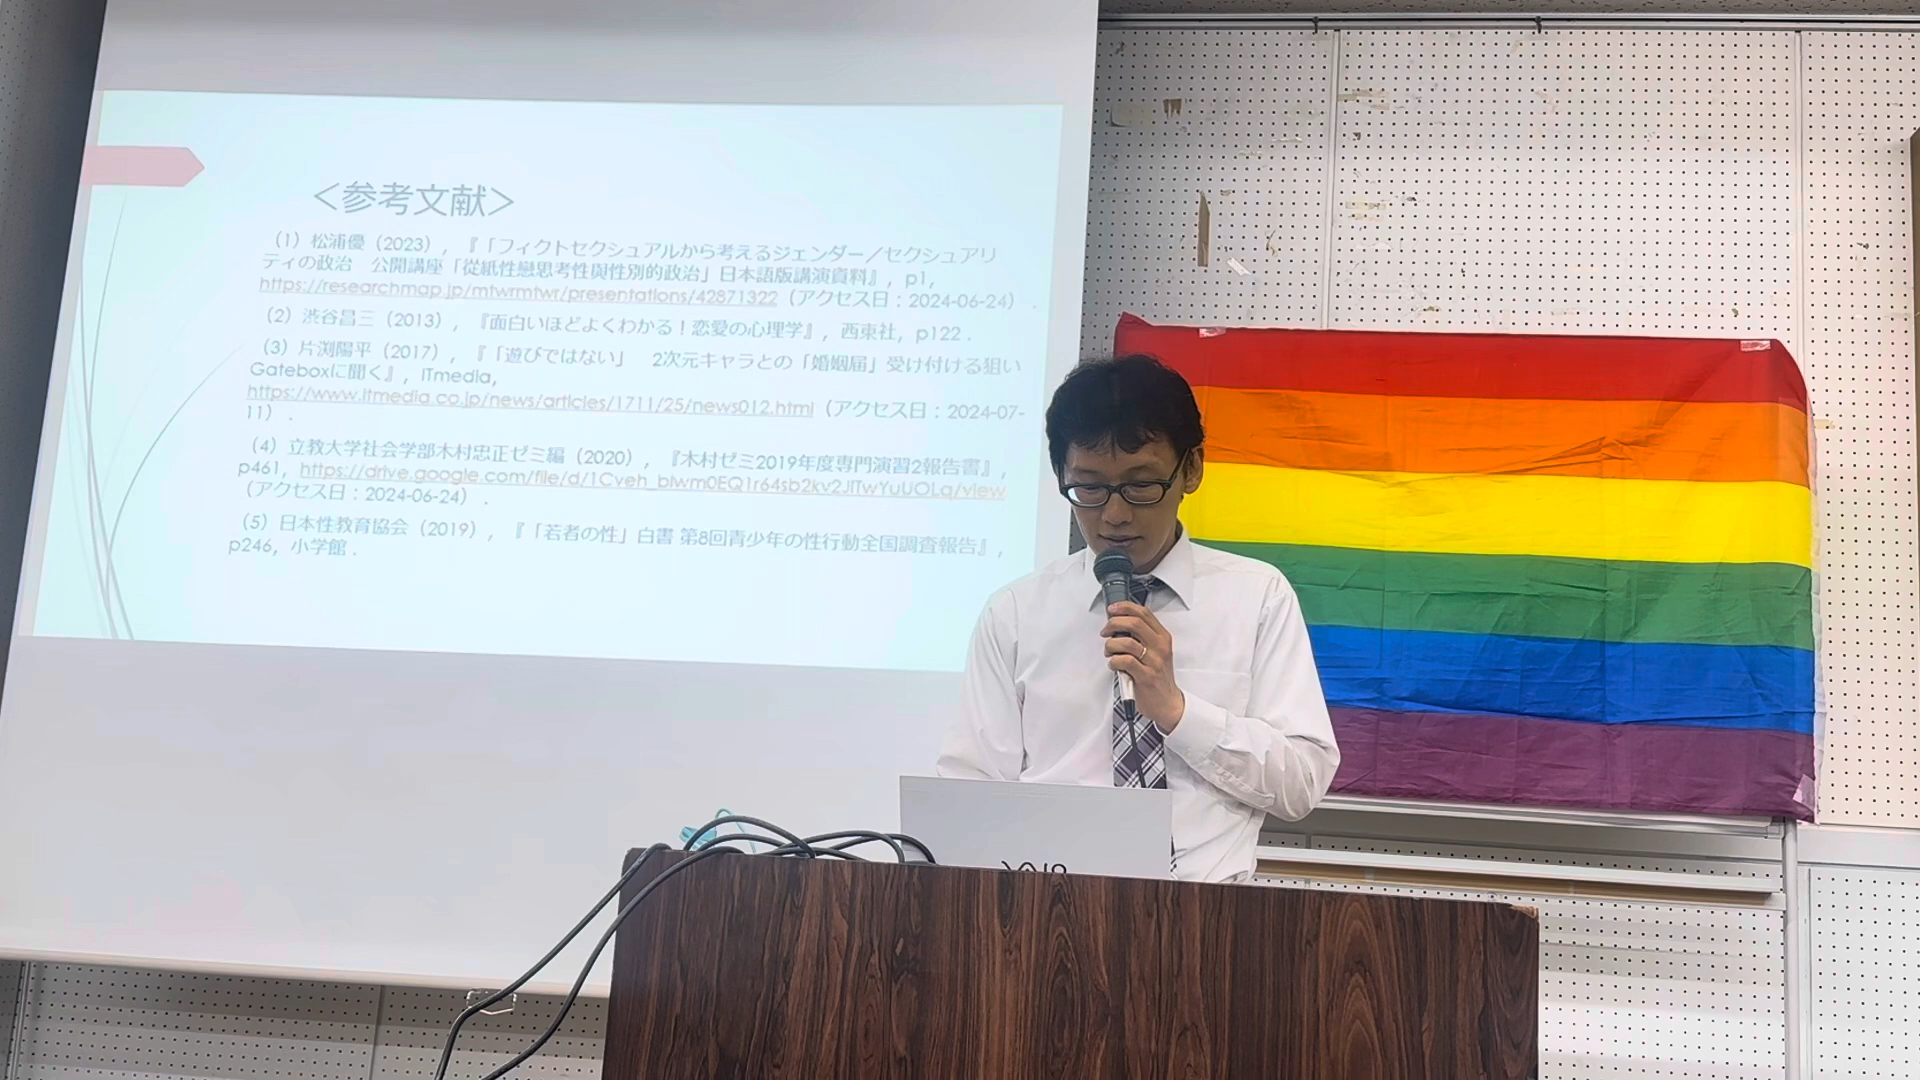 ＜参考文献＞
（1）松浦優（2023），『「フィクトセクシュアルから考えるジェンダー／セクシュアリ
ティの政治　公開講座「從紙性戀思考性與性別的政治」日本語版講演資料』，p1，
https://researchmap.jp/mtwrmtwr/presentations/42871322（アクセス日：2024-06-24）．
（2）渋谷昌三（2013），『面白いほどよくわかる！恋愛の心理学』，西東社，p122．
（3）片渕陽平（2017），『「遊びではない」　2次元キャラとの「婚姻届」受け付ける狙い
Gateboxに聞く』，ITmedia，
https://www.itmedia.co.jp/news/articles/1711/25/news012.html（アクセス日：2024-07-
11）．
（4）立教大学社会学部木村忠正ゼミ編（2020），『木村ゼミ2019年度専門演習2報告書』，
p461，
（アクセス日：2024-06-24）．
（5）日本性教育協会（2019），『「若者の性」白書 第8回青少年の性行動全国調査報告』，
p246，小学館．